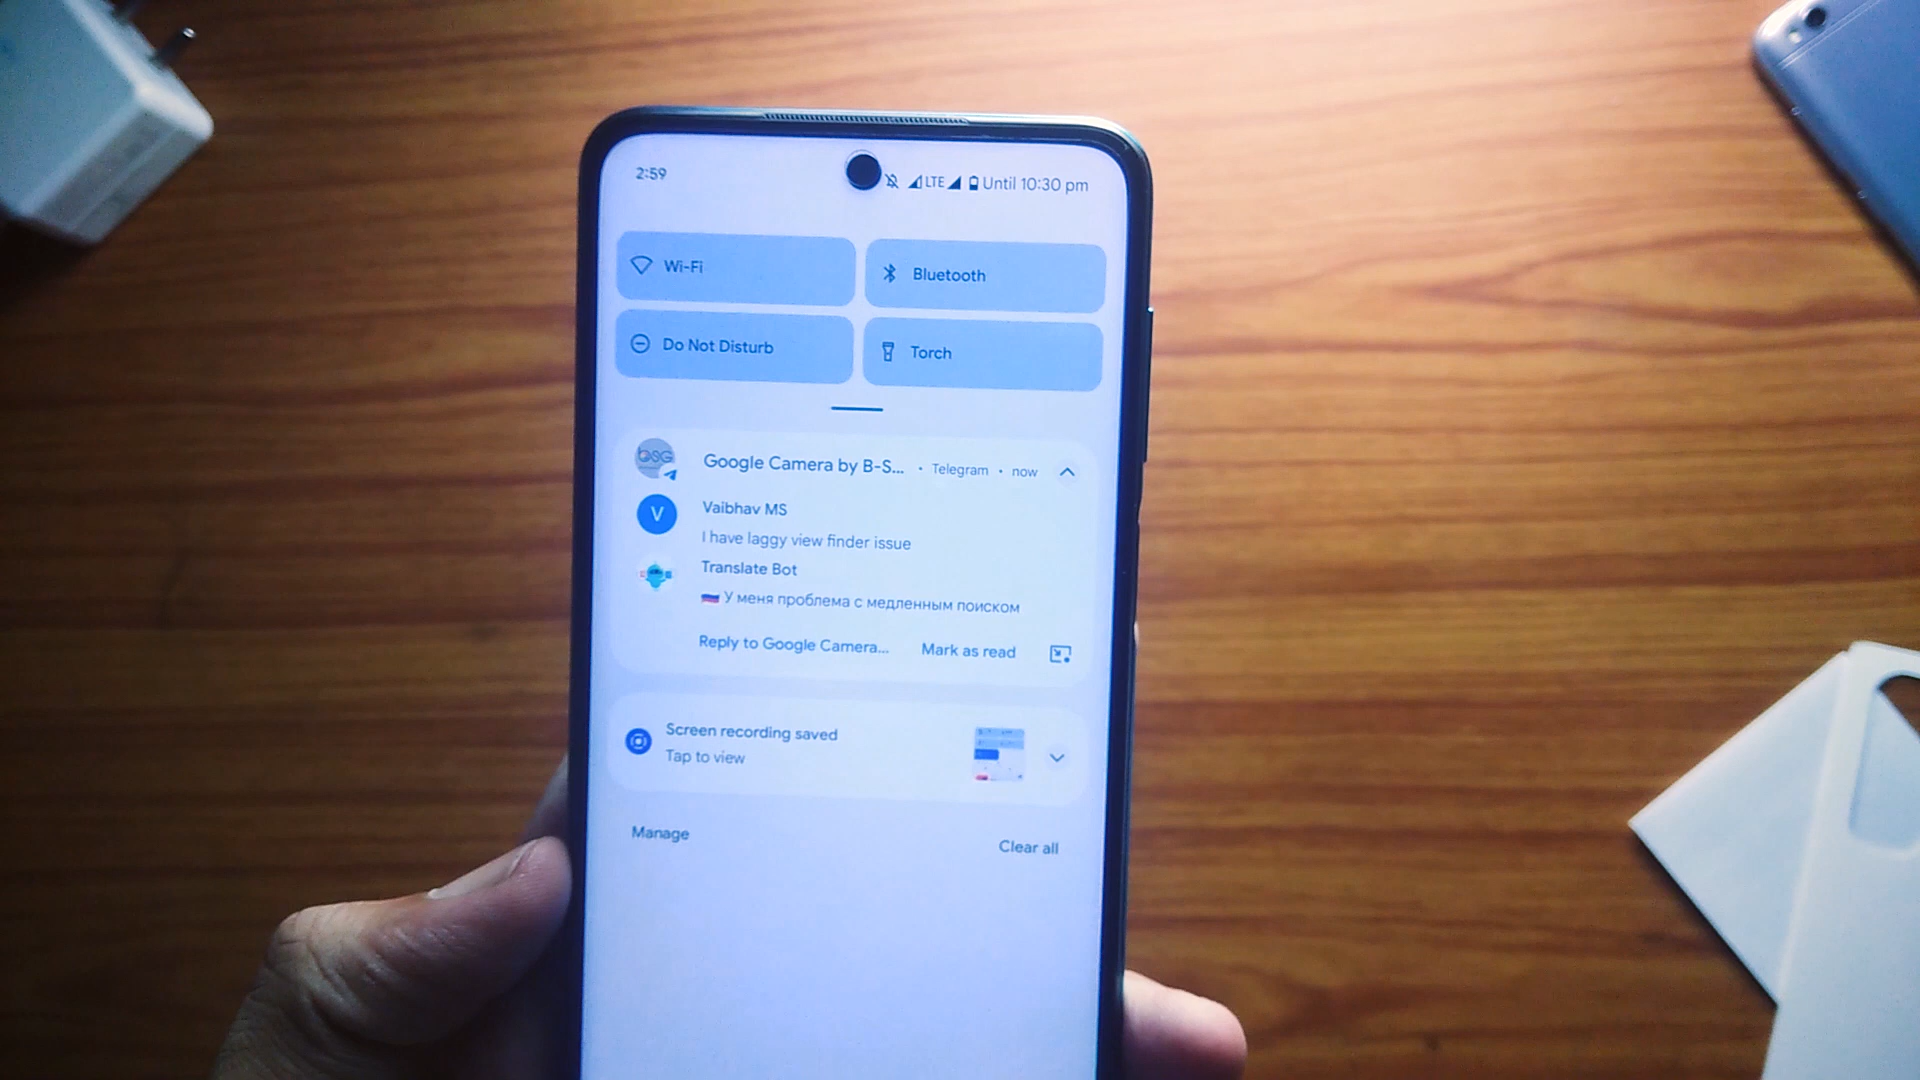 2:59
LTE Until 10:30 pm
Wi-Fi
Bluetooth
Do Not Disturb
Torch
BSG
Google Camera by B-S... • Telegram • now
V
Vaibhav MS
I have laggy view finder issue
Translate Bot
У меня проблема с медленным поиском
Reply to Google Camera...
Mark as read
Screen recording saved
Tap to view
Manage
Clear all